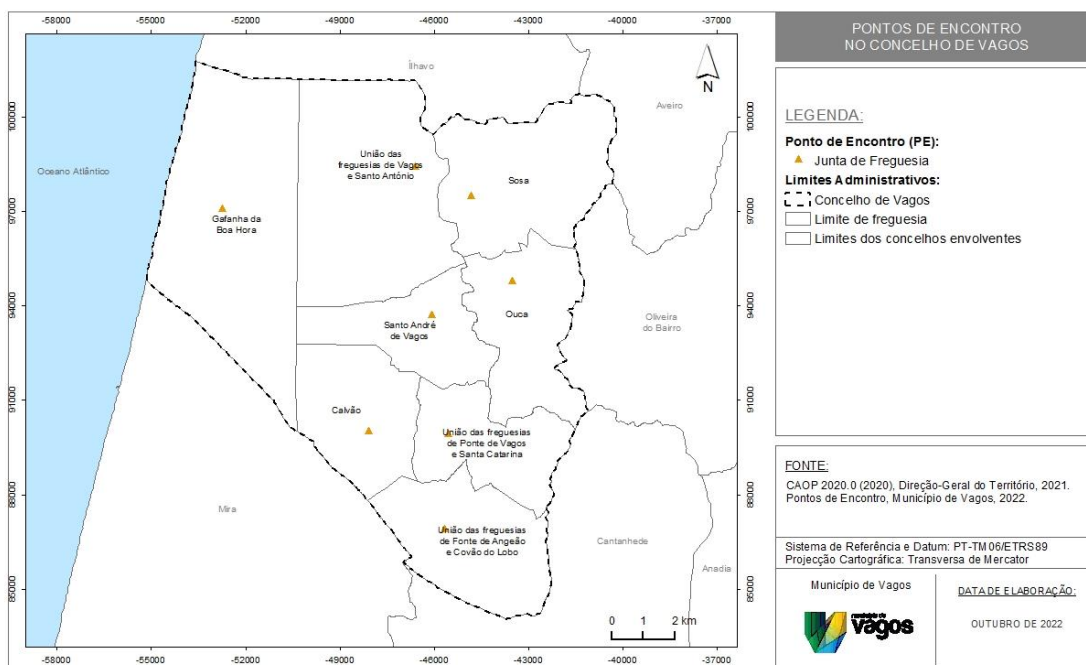 -58000 -55000 -52000 -49000 -46000 -43000 -40000 -37000
PONTOS DE ENCONTRO
NO CONCELHO DE VAGOS
Ílhavo
N
Aveiro
100000
100000
LEGENDA:
Ponto de Encontro (PE):
Junta de Freguesia
Limites Administrativos:
Concelho de Vagos
Limite de freguesia
Limites dos concelhos envolventes
União das
freguesias de Vagos
e Santo António
Oceano Atlântico
Sosa
97000
97000
Gafanha da
Boa Hora
94000
94000
Ouca
Oliveira
do Bairro
Santo André
de Vagos
91000
91000
Calvão
União das freguesias
de Ponte de Vagos
e Santa Catarina
FONTE:
CAOP 2020.0 (2020), Direção-Geral do Território, 2021.
Pontos de Encontro, Município de Vagos, 2022.
88000
88000
Mira
União das freguesias
de Fonte de Angeão
e Covão do Lobo
Cantanhede
Anadia
Sistema de Referência e Datum: PT-TM06/ETRS89
Projecção Cartográfica: Transversa de Mercator
85000
85000
Município de Vagos
município de
vagos
DATA DE ELABORAÇÃO:
OUTUBRO DE 2022
0 1 2 km
-58000 -55000 -52000 -49000 -46000 -43000 -40000 -37000